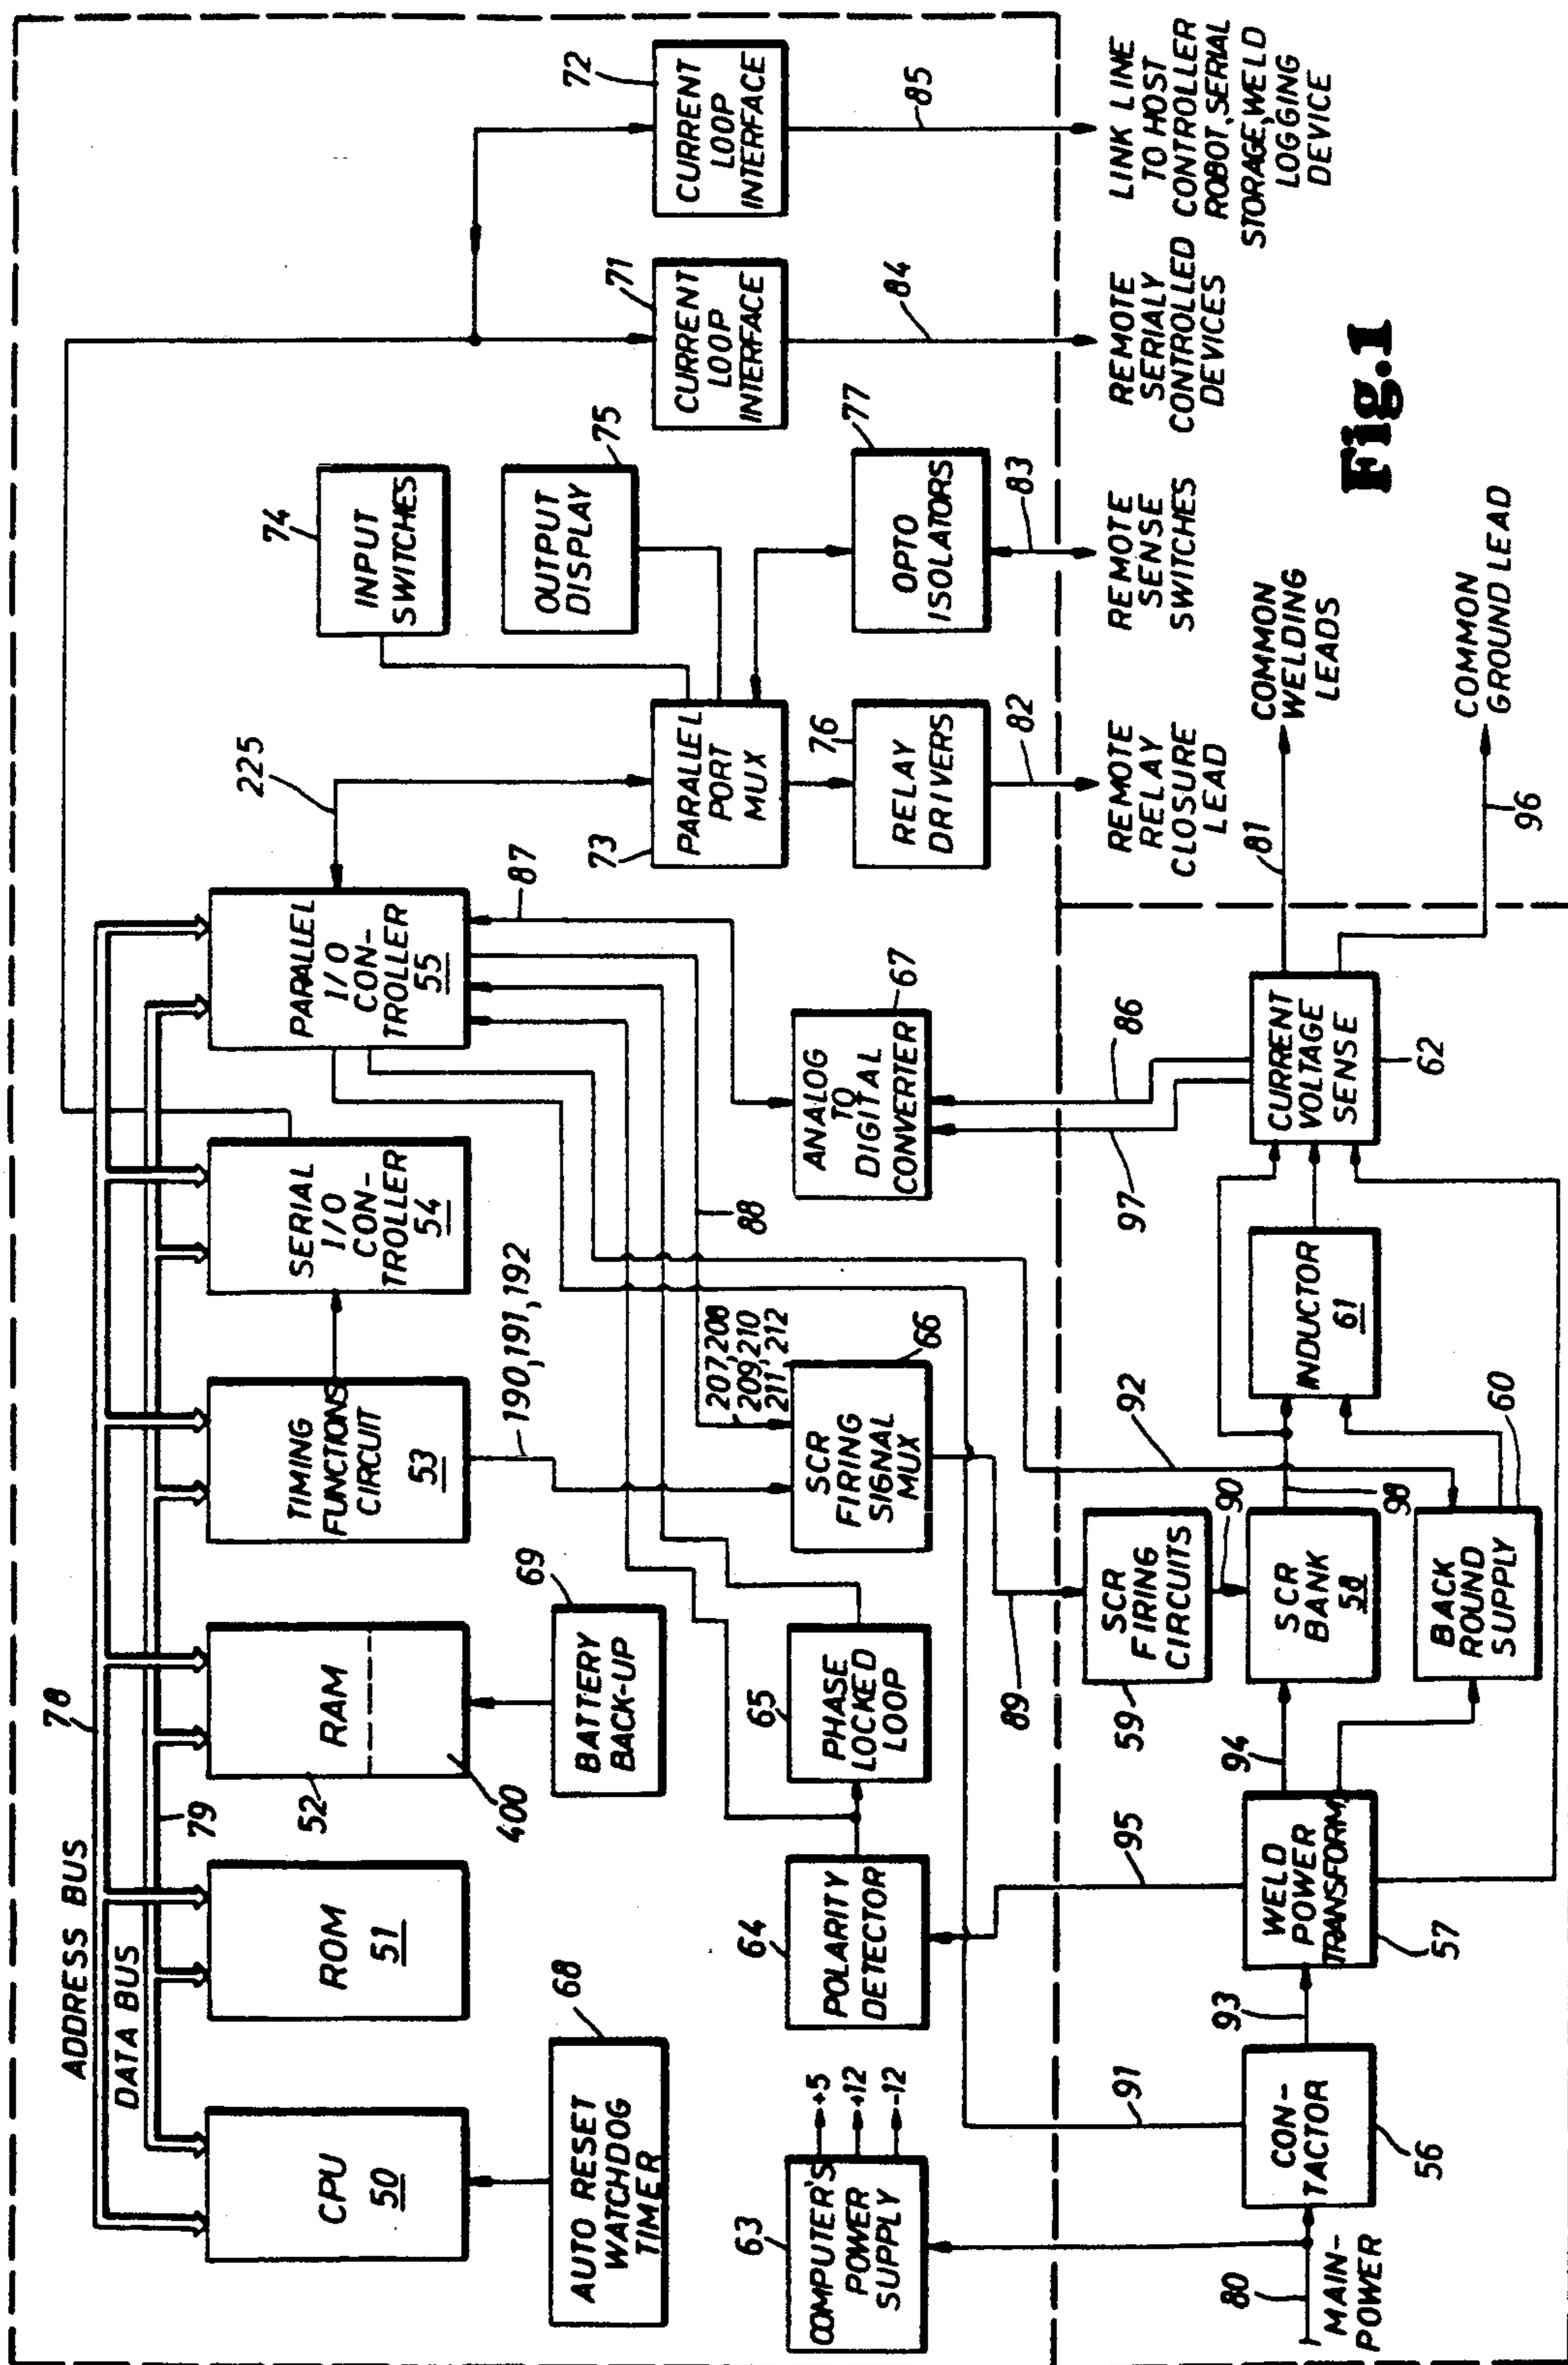 78
ADDRESS BUS
DATA BUS
79
CPU
50
ROM
51
RAM
52
400
TIMING
FUNCTIONS
CIRCUIT
53
SERIAL
I/O
CON-
TROLLER
54
PARALLEL
I/O
CON-
TROLLER
55
225
AUTO RESET
WATCHDOG
TIMER
68
BATTERY
BACK-UP
69
190,191,192
87
88
INPUT
SWITCHES
74
OUTPUT
DISPLAY
75
PARALLEL
PORT
MUX
73
CURRENT
LOOP
INTERFACE
71
CURRENT
LOOP
INTERFACE
72
COMPUTER'S
POWER
SUPPLY
63
+5
+12
-12
POLARITY
DETECTOR
64
PHASE
LOCKED
LOOP
65
207,208
209,210
211,212
SCR
FIRING
SIGNAL
MUX
66
ANALOG
TO
DIGITAL
CONVERTER
67
RELAY
DRIVERS
76
OPTO
ISOLATORS
77
82
83
84
85
91
95
89
92
97
86
REMOTE
RELAY
CLOSURE
LEAD
REMOTE
SENSE
SWITCHES
REMOTE
SERIALY
CONTROLLED
DEVICES
LINK LINE
TO HOST
CONTROLLER
ROBOT,SERIAL
STORAGE,WELD
LOGGING
DEVICE
SCR
FIRING
CIRCUITS
59
90
80
MAIN-
POWER
CON-
TACTOR
56
93
WELD
POWER
TRANSFORM
57
94
SCR
BANK
58
98
INDUCTOR
61
CURRENT
VOLTAGE
SENSE
62
81
COMMON
WELDING
LEADS
BACK
ROUND
SUPPLY
60
96
COMMON
GROUND LEAD
Fig.1